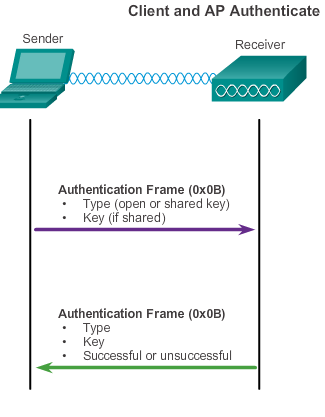 Client and AP Authenticate
Sender
Receiver
Authentication Frame (0x0B)
• Type (open or shared key)
• Key (if shared)
Authentication Frame (0x0B)
• Type
• Key
• Successful or unsuccessful